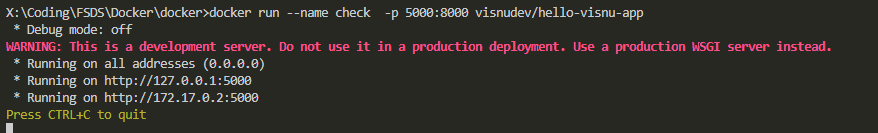 X:\Coding\FSDS\Docker\docker>docker run --name check  -p 5000:8000 visnudev/hello-visnu-app
 * Debug mode: off
WARNING: This is a development server. Do not use it in a production deployment. Use a production WSGI server instead.
 * Running on all addresses (0.0.0.0)
 * Running on http://127.0.0.1:5000
 * Running on http://172.17.0.2:5000
Press CTRL+C to quit